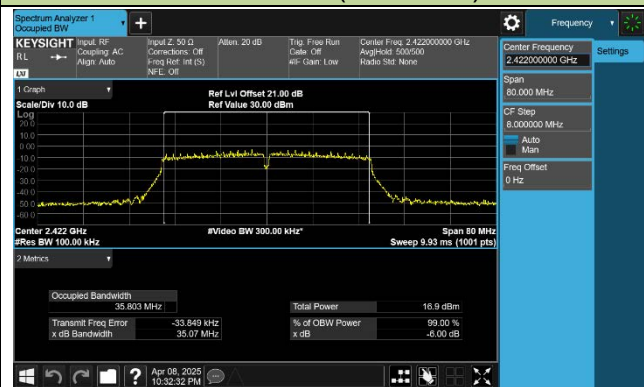 Spectrum Analyzer 1
Occupied BW
Frequency
KEYSIGHT
RL
LXI
Input: RF
Coupling: AC
Align: Auto
Input Z: 50 Ω
Corrections: Off
Freq Ref: Int (S)
NFE: Off
Atten: 20 dB
Trig: Free Run
Gate: Off
#IF Gain: Low
Center Freq: 2.422000000 GHz
Avg|Hold: 500/500
Radio Std: None
Center Frequency
2.422000000 GHz
Settings
Span
80.000 MHz
CF Step
8.000000 MHz
Auto
Man
Freq Offset
0 Hz
1 Graph
Scale/Div 10.0 dB
Ref Lvl Offset 21.00 dB
Ref Value 30.00 dBm
Log
20.0
10.0
0.00
-10.0
-20.0
-30.0
-40.0
-50.0
-60.0
Center 2.422 GHz
#Res BW 100.00 kHz
#Video BW 300.00 kHz*
Span 80 MHz
Sweep 9.93 ms (1001 pts)
2 Metrics
Occupied Bandwidth
35.803 MHz
Total Power 16.9 dBm
Transmit Freq Error -33.849 kHz
% of OBW Power 99.00 %
x dB Bandwidth 35.07 MHz
x dB -6.00 dB
?
Apr 08, 2025
10:32:32 PM